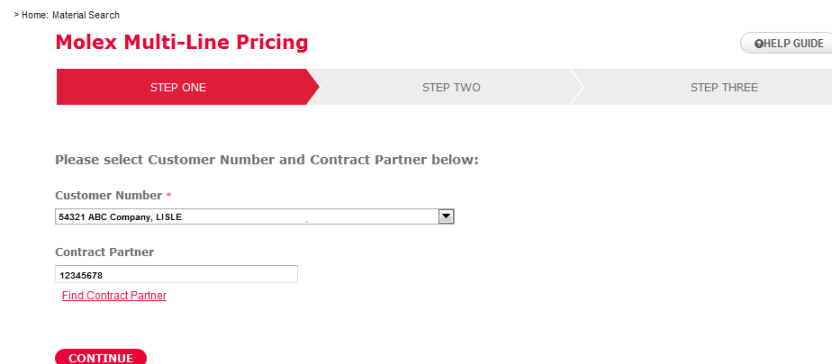 > Home: Material Search
Molex Multi-Line Pricing
HELP GUIDE
STEP ONE
STEP TWO
STEP THREE
Please select Customer Number and Contract Partner below:
Customer Number *
54321 ABC Company, LISLE
Contract Partner
12345678
Find Contract Partner
CONTINUE